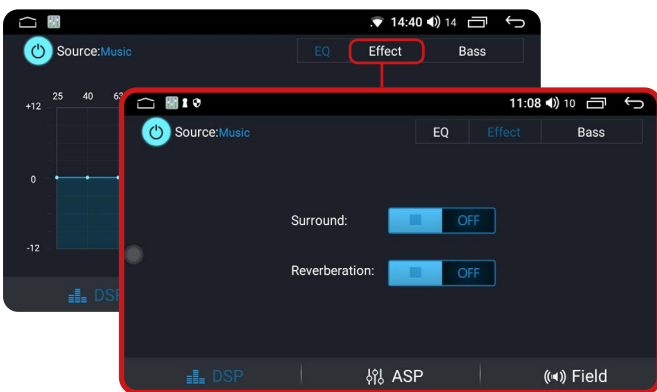 14:40 14
Source:Music EQ Effect Bass
25 40 63
+12
0
-12
DSP
11:08 10
Source:Music EQ Effect Bass
Surround: OFF
Reverberation: OFF
DSP ASP Field